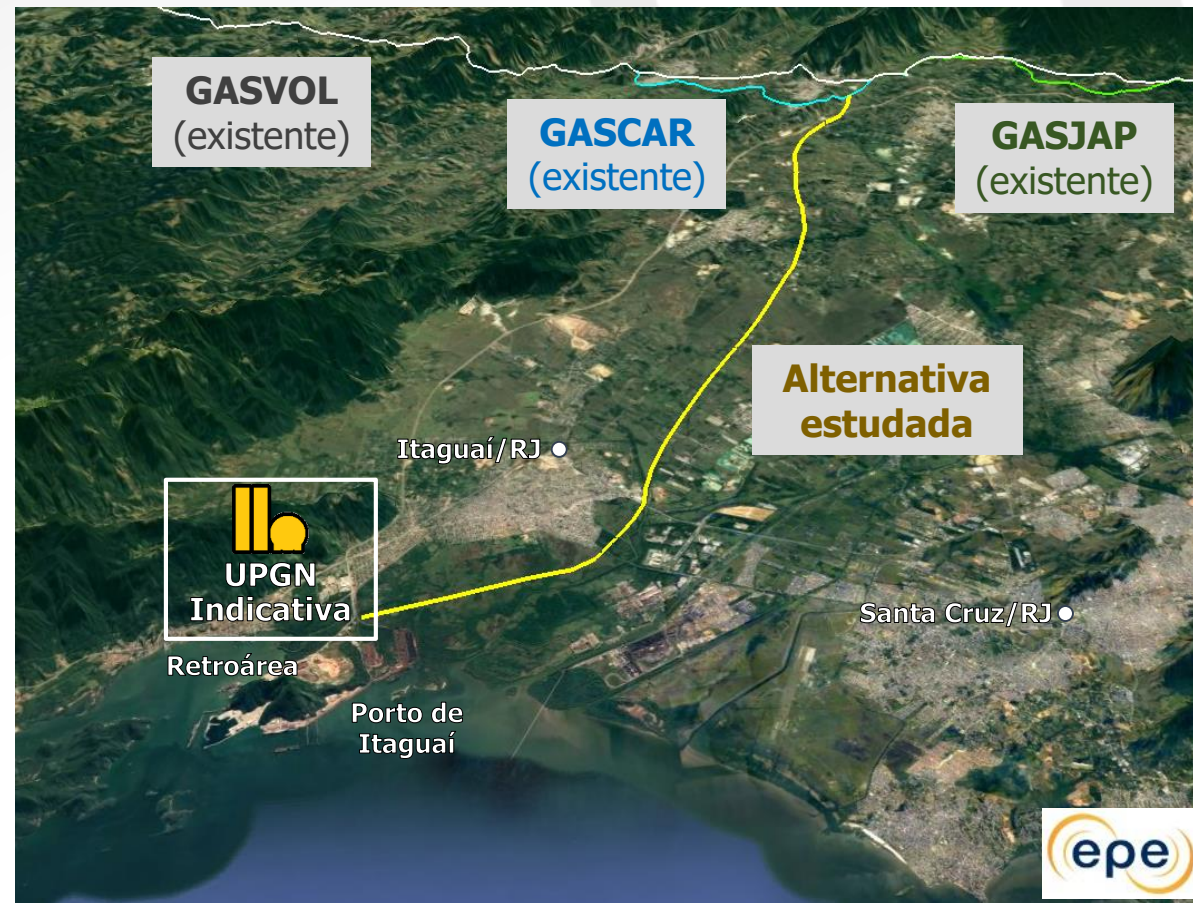 GASVOL
(existente)
GASCAR
(existente)
GASJAP
(existente)
Alternativa
estudada
Itaguaí/RJ
UPGN
Indicativa
Santa Cruz/RJ
Retroárea
Porto de
Itaguaí
epe